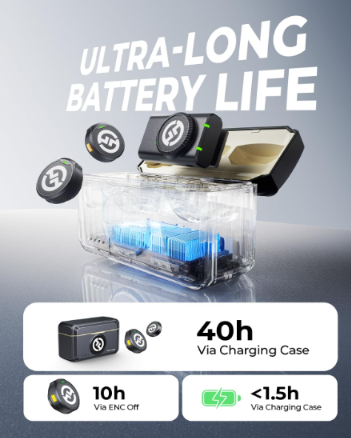 ULTRA-LONG
BATTERY LIFE
40h
Via Charging Case
10h
Via ENC Off
<1.5h
Via Charging Case